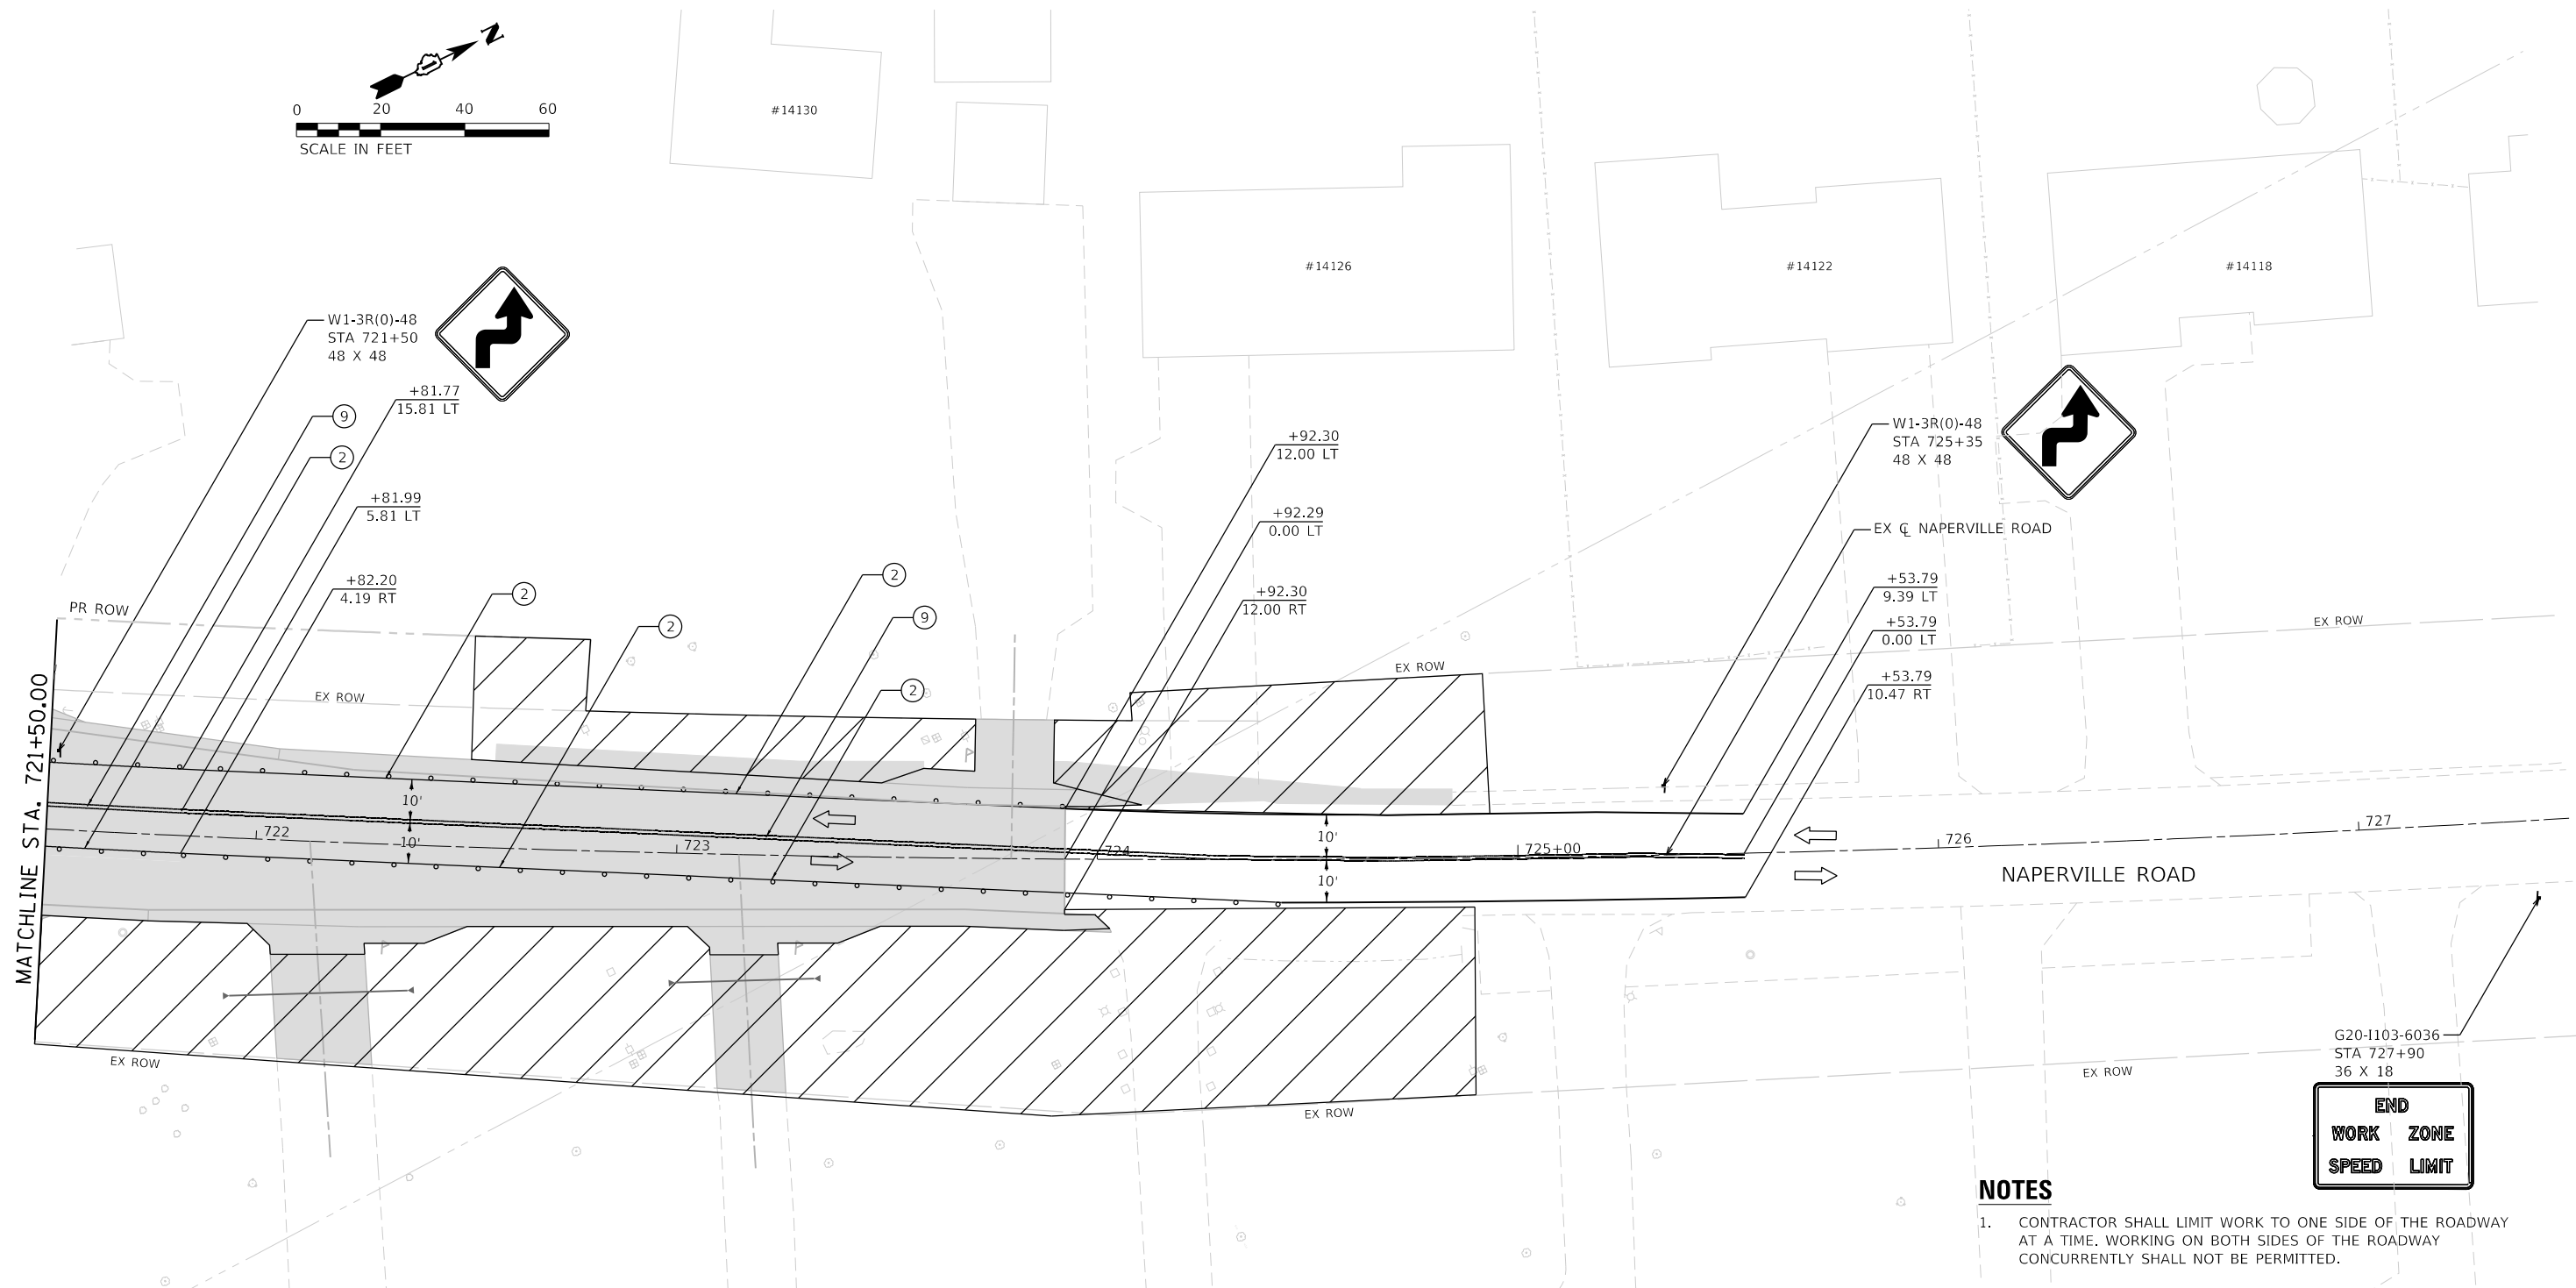 N
0 20 40 60
SCALE IN FEET
#14130
#14126
#14122
#14118
W1-3R(O)-48
STA 721+50
48 X 48
9
2
+81.77
15.81 LT
+81.99
5.81 LT
+82.20
4.19 RT
2
2
2
9
2
+92.30
12.00 LT
+92.29
0.00 LT
+92.30
12.00 RT
W1-3R(O)-48
STA 725+35
48 X 48
EX ℄ NAPERVILLE ROAD
+53.79
9.39 LT
+53.79
0.00 LT
+53.79
10.47 RT
PR ROW
EX ROW
EX ROW
EX ROW
MATCHLINE STA. 721+50.00
10'
10'
10'
10'
722
723
724
725+00
726
727
NAPERVILLE ROAD
EX ROW
EX ROW
EX ROW
G20-I103-6036
STA 727+90
36 X 18
END
WORK ZONE
SPEED LIMIT
NOTES
1. CONTRACTOR SHALL LIMIT WORK TO ONE SIDE OF THE ROADWAY
AT A TIME. WORKING ON BOTH SIDES OF THE ROADWAY
CONCURRENTLY SHALL NOT BE PERMITTED.